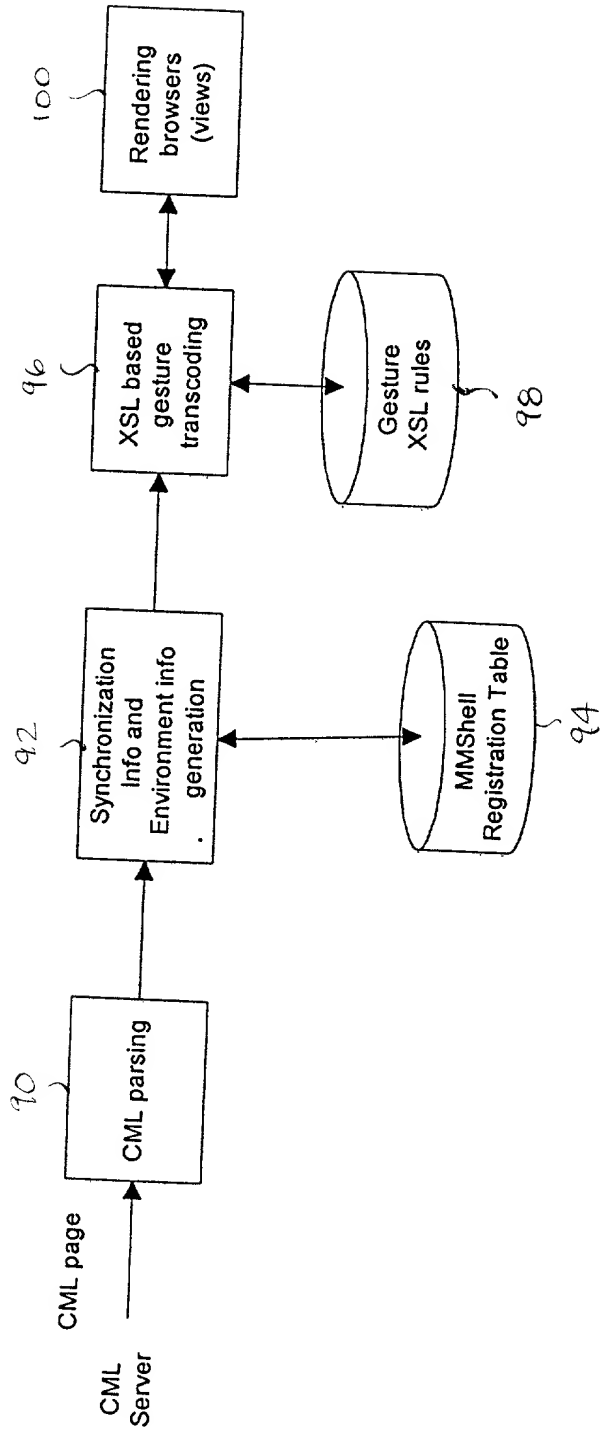 CML
Server
CML page
90
CML parsing
92
Synchronization
Info and
Environment info
generation
94
MMShell
Registration Table
96
XSL based
gesture
transcoding
98
Gesture
XSL rules
100
Rendering
browsers
(views)